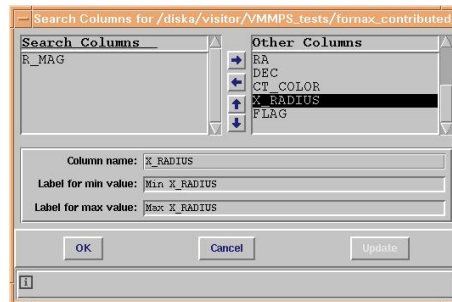 Search Columns for /diska/visitor/VMMPS_tests/fornax_contributed
Search Columns
Other Columns
R_MAG
RA
DEC
CT_COLOR
X_RADIUS
FLAG
Column name: X_RADIUS
Label for min value: Min X_RADIUS
Label for max value: Max X_RADIUS
OK
Cancel
Update
i